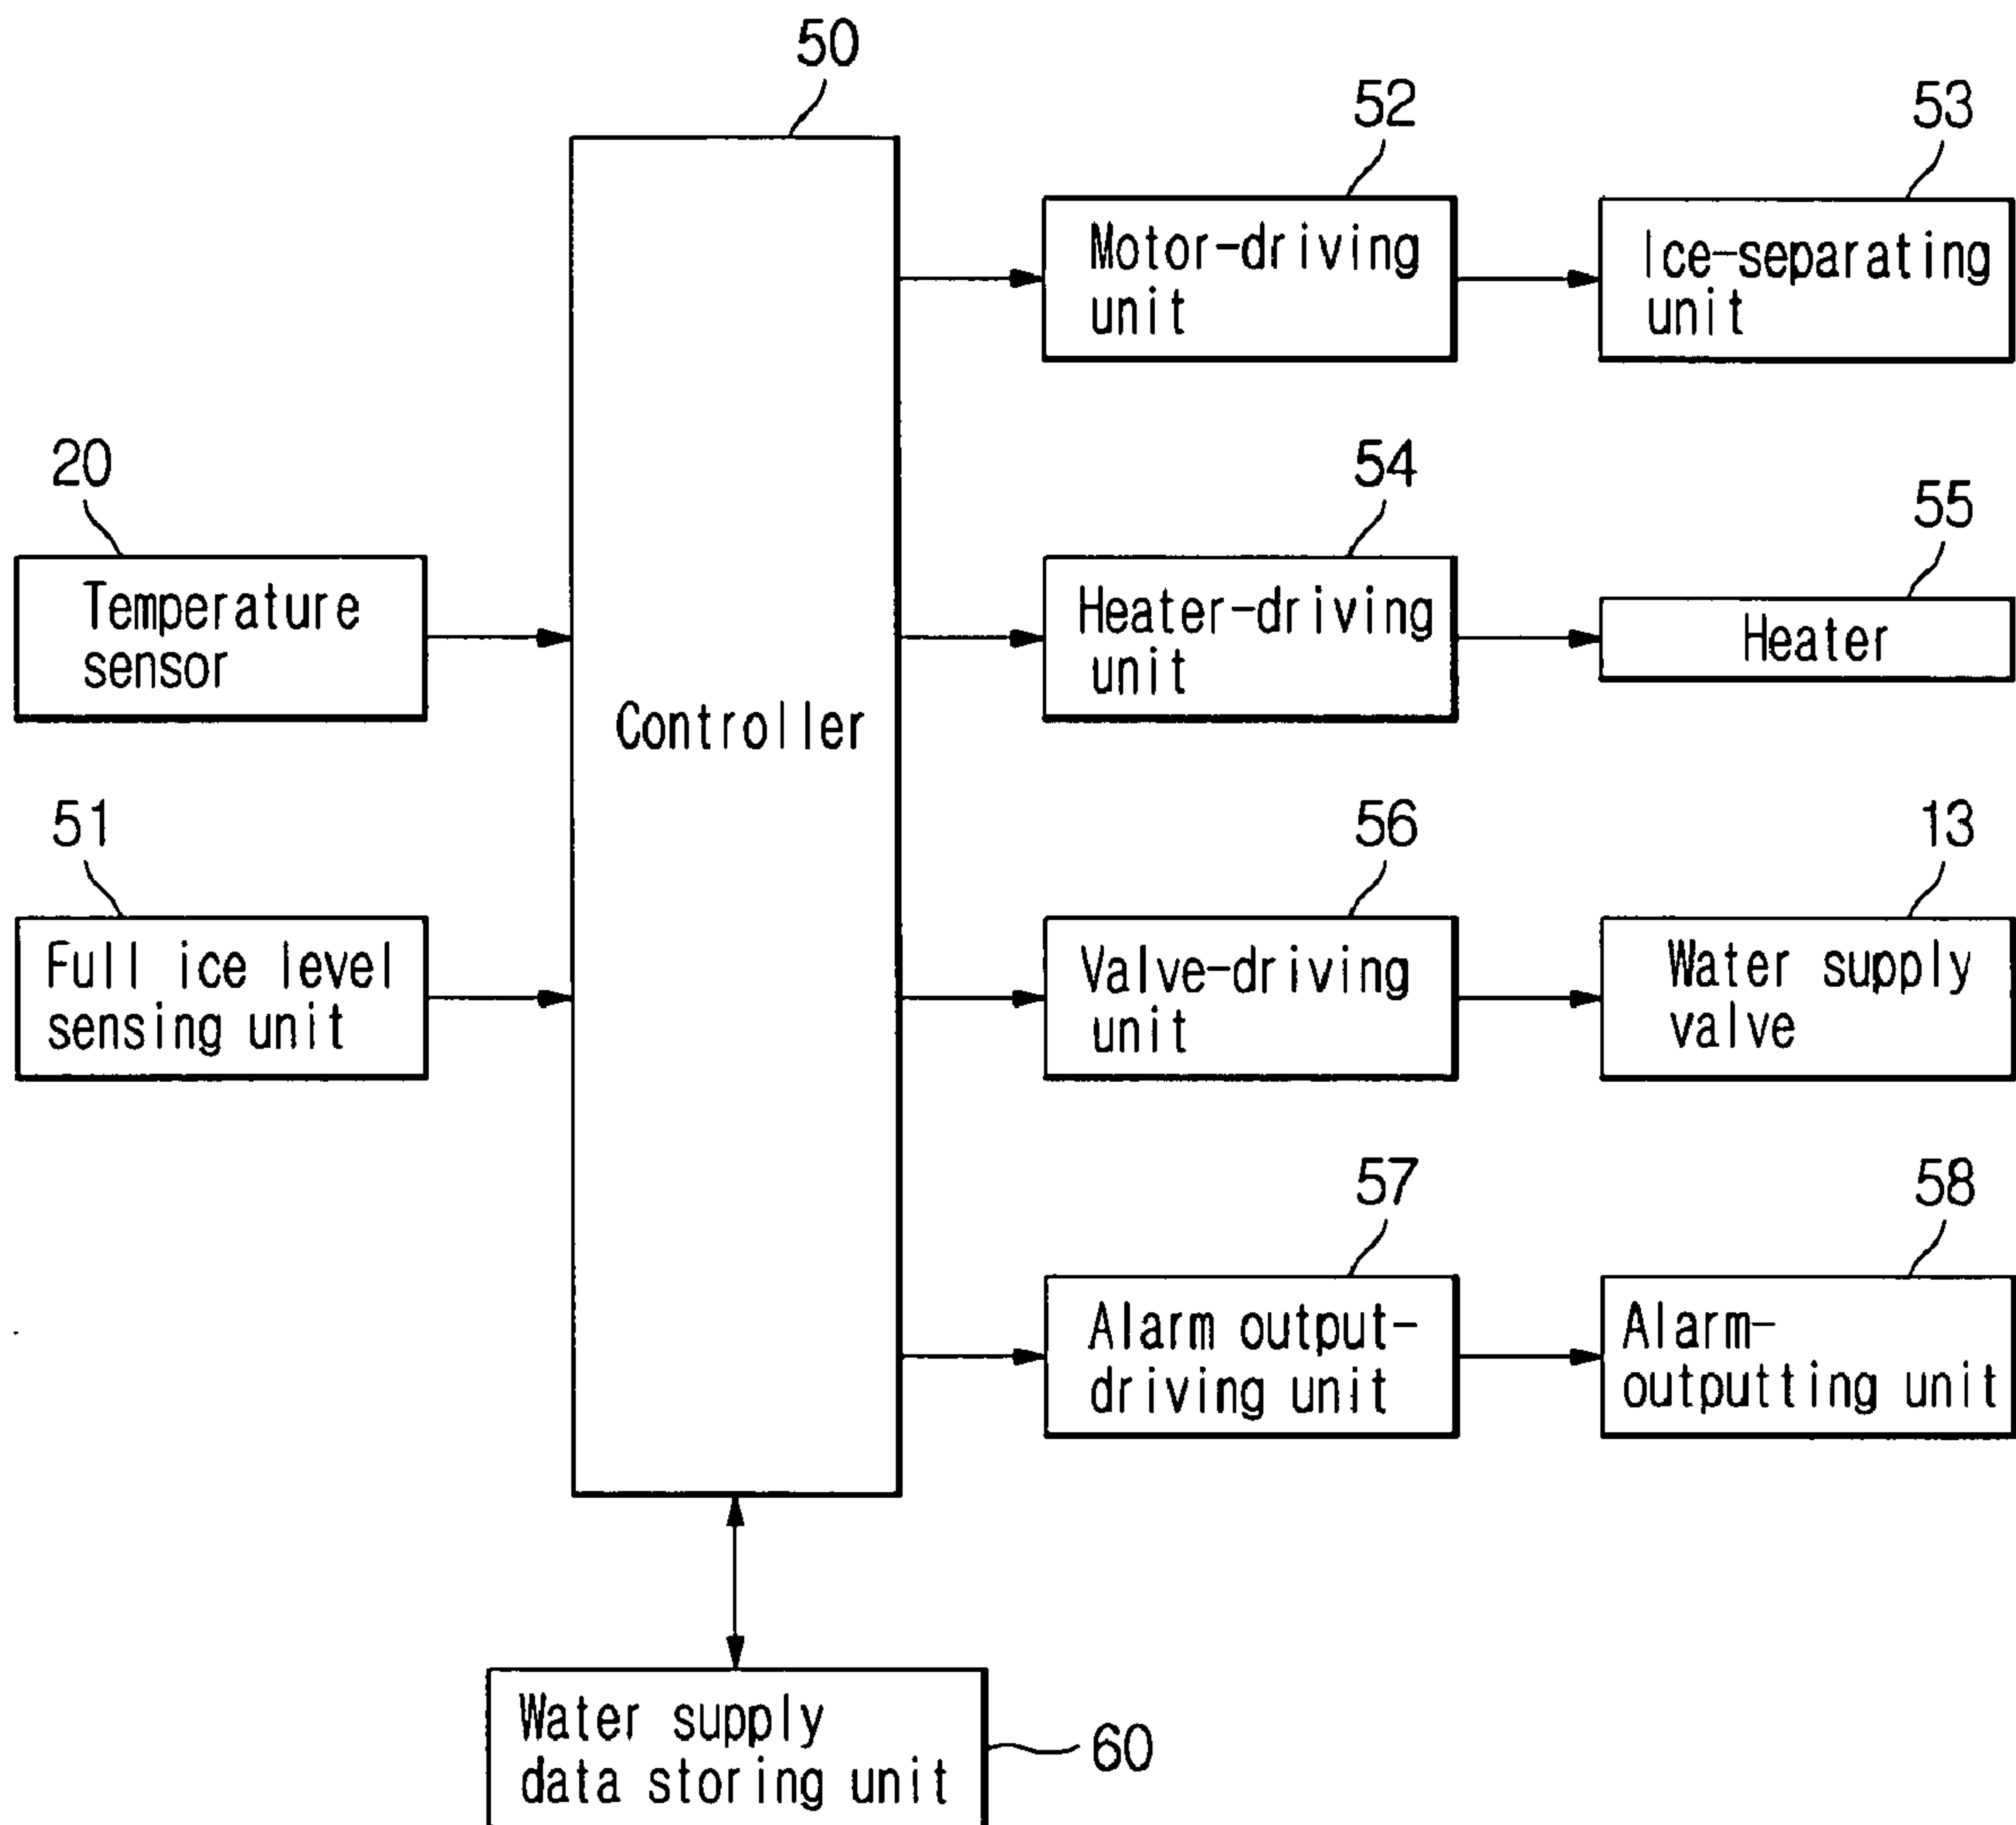 50
52
53
Motor-driving
unit
Ice-separating
unit
20
54
55
Temperature
sensor
Heater-driving
unit
Heater
Controller
51
56
13
Full ice level
sensing unit
Valve-driving
unit
Water supply
valve
57
58
Alarm output-
driving unit
Alarm-
outputting unit
Water supply
data storing unit
60